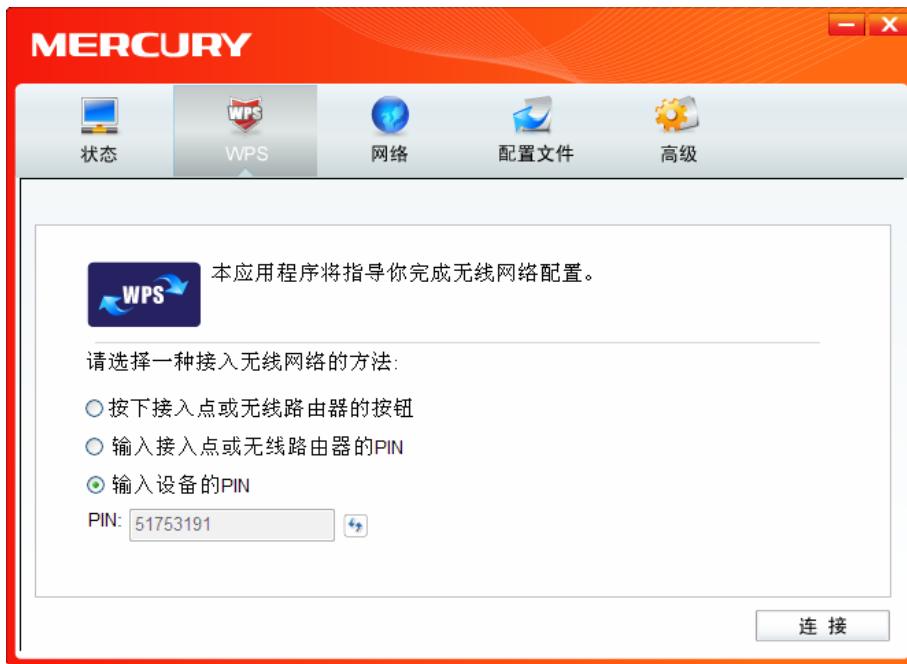 MERCURY
状态
WPS
WPS
网络
配置文件
高级
WPS
本应用程序将指导你完成无线网络配置。
请选择一种接入无线网络的方法:
按下接入点或无线路由器的按钮
输入接入点或无线路由器的PIN
输入设备的PIN
PIN: 51753191
连 接